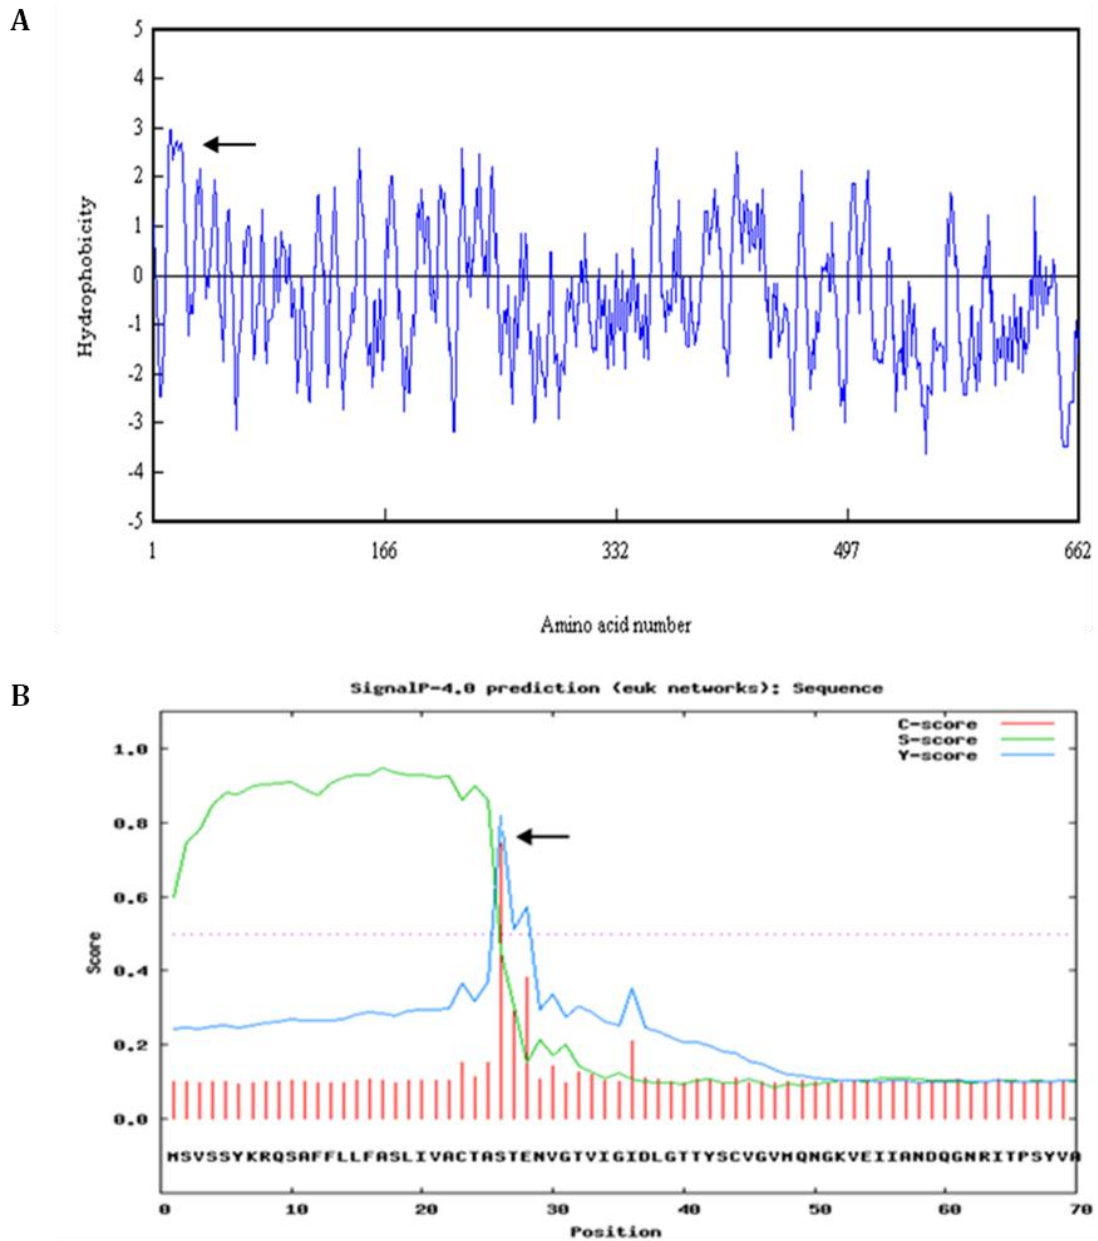 A
5
4
3
2
1
0
-1
-2
-3
-4
-5
Hydrophobicity
1 166 332 497 662
Amino acid number
B
SignalP-4.0 prediction (euk networks): Sequence
C-score
S-score
Y-score
1.0
0.8
0.6
0.4
0.2
0.0
Score
MSVSSYKRQSAFFLLFASLIVACTASTENVGTVIGIDLGTTYSCVGVMQNGKVEIIANDQGNRITPSYVA
0 10 20 30 40 50 60 70
Position